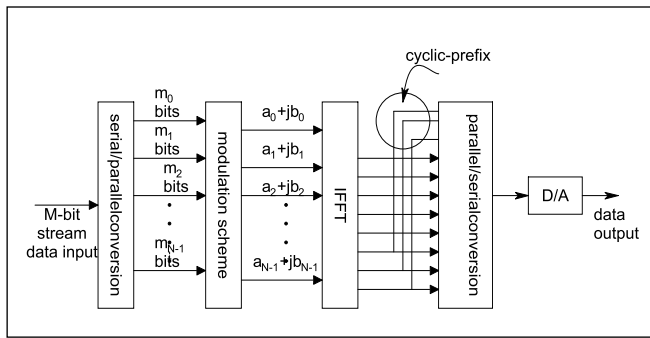 cyclic-prefix
m0
bits
m1
bits
m2
bits
mN-1
bits
a0+jb0
a1+jb1
a2+jb2
aN-1+jbN-1
M-bit
stream
data input
serial/parallelconversion
modulation scheme
IFFT
parallel/serialconversion
D/A
data
output